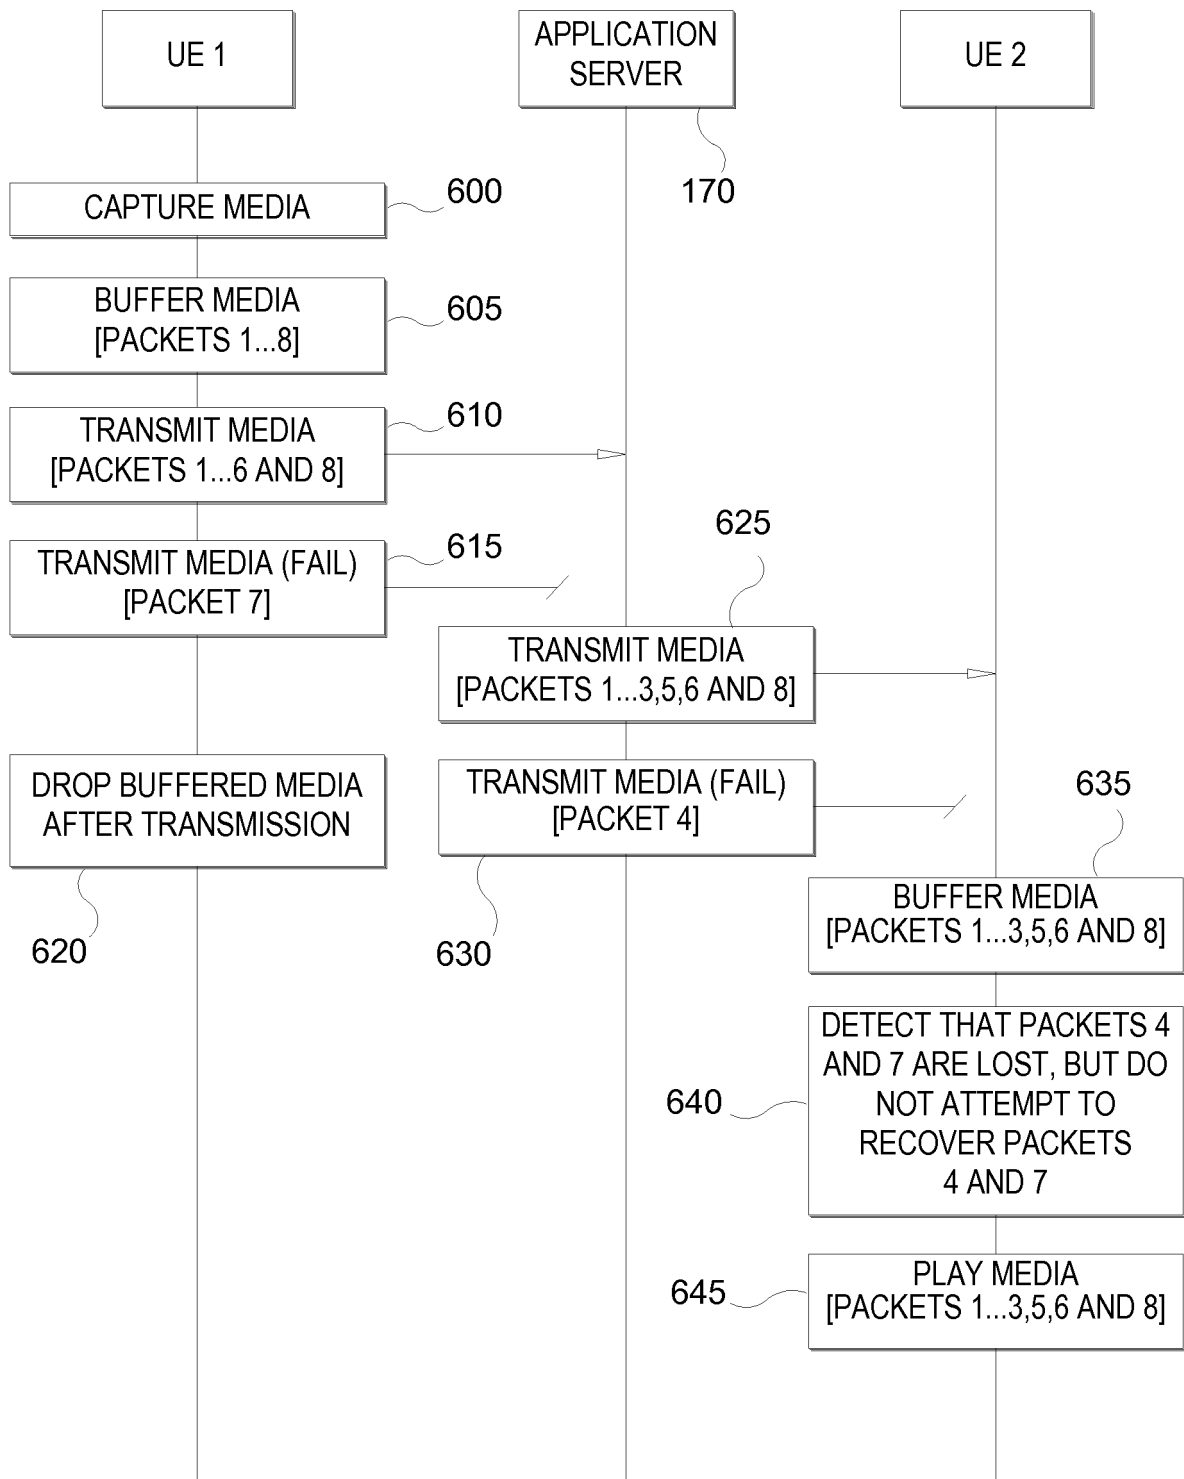 UE 1
APPLICATION
SERVER
UE 2
170
CAPTURE MEDIA
600
BUFFER MEDIA
[PACKETS 1...8]
605
TRANSMIT MEDIA
[PACKETS 1...6 AND 8]
610
TRANSMIT MEDIA (FAIL)
[PACKET 7]
615
625
TRANSMIT MEDIA
[PACKETS 1...3,5,6 AND 8]
DROP BUFFERED MEDIA
AFTER TRANSMISSION
620
TRANSMIT MEDIA (FAIL)
[PACKET 4]
630
635
BUFFER MEDIA
[PACKETS 1...3,5,6 AND 8]
DETECT THAT PACKETS 4
AND 7 ARE LOST, BUT DO
NOT ATTEMPT TO
RECOVER PACKETS
4 AND 7
640
PLAY MEDIA
[PACKETS 1...3,5,6 AND 8]
645